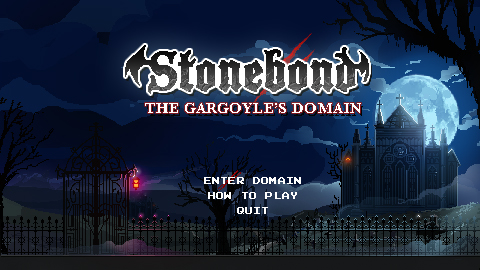 Stonebond
THE GARGOYLE'S DOMAIN
ENTER DOMAIN
HOW TO PLAY
QUIT